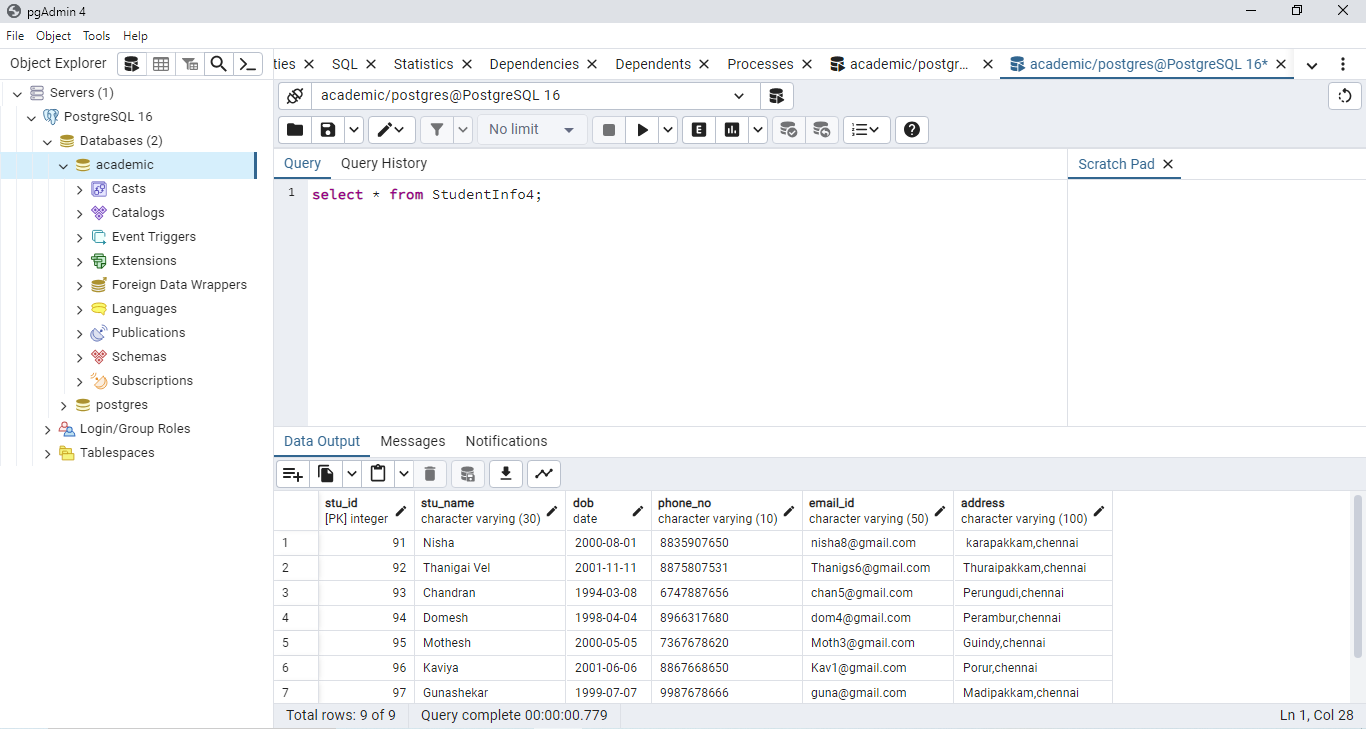 pgAdmin 4
File Object Tools Help
Object Explorer
ties SQL Statistics Dependencies Dependents Processes academic/postgr... academic/postgres@PostgreSQL 16*
Servers (1)
PostgreSQL 16
Databases (2)
academic
Casts
Catalogs
Event Triggers
Extensions
Foreign Data Wrappers
Languages
Publications
Schemas
Subscriptions
postgres
Login/Group Roles
Tablespaces
academic/postgres@PostgreSQL 16
No limit E
Query Query History
Scratch Pad
1 select * from StudentInfo4;
Data Output Messages Notifications
stu_id stu_name dob phone_no email_id address
[PK] integer character varying (30) date character varying (10) character varying (50) character varying (100)
1 91 Nisha 2000-08-01 8835907650 nisha8@gmail.com karapakkam,chennai
2 92 Thanigai Vel 2001-11-11 8875807531 Thanigs6@gmail.com Thuraipakkam,chennai
3 93 Chandran 1994-03-08 6747887656 chan5@gmail.com Perungudi,chennai
4 94 Domesh 1998-04-04 8966317680 dom4@gmail.com Perambur,chennai
5 95 Mothesh 2000-05-05 7367678620 Moth3@gmail.com Guindy,chennai
6 96 Kaviya 2001-06-06 8867668650 Kav1@gmail.com Porur,chennai
7 97 Gunashekar 1999-07-07 9987678666 guna@gmail.com Madipakkam,chennai
Total rows: 9 of 9 Query complete 00:00:00.779 Ln 1, Col 28